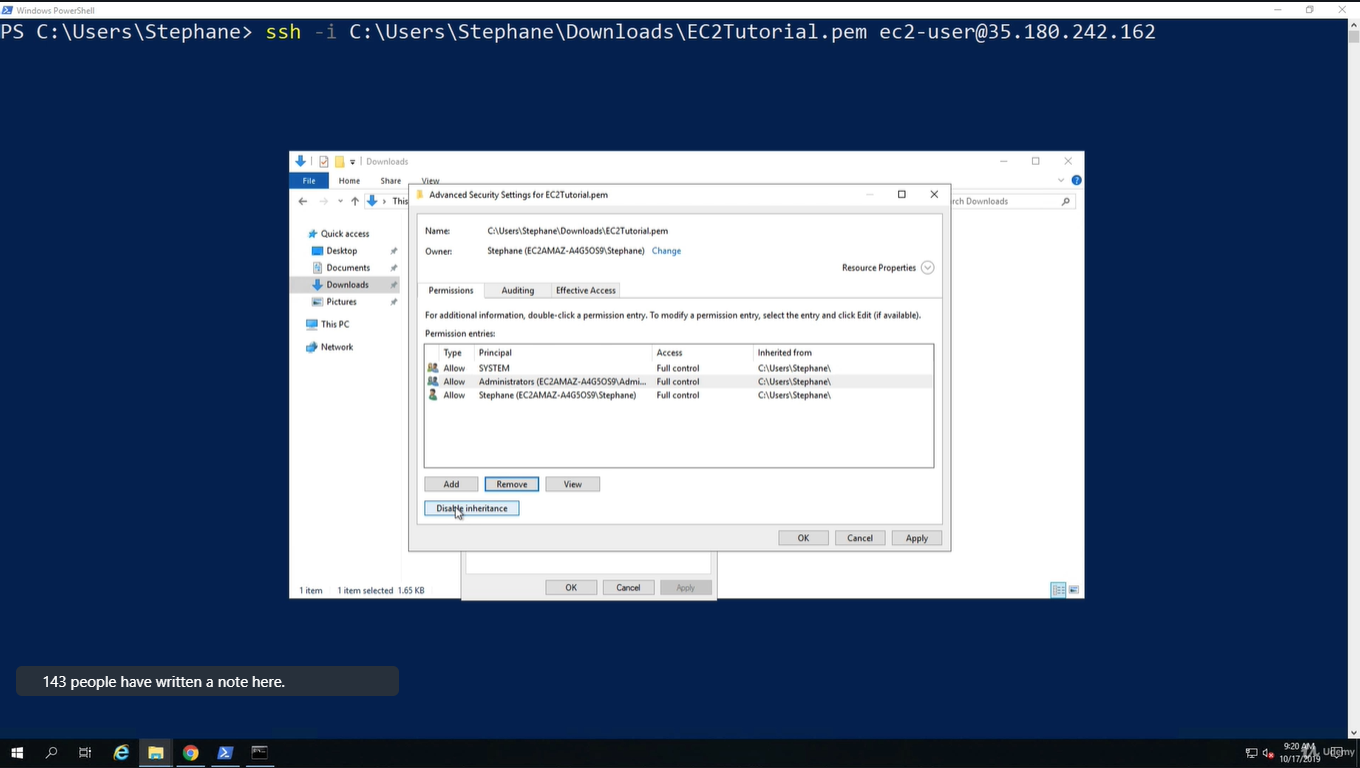 Windows PowerShell
PS C:\Users\Stephane> ssh -i C:\Users\Stephane\Downloads\EC2Tutorial.pem ec2-user@35.180.242.162
Downloads
File Home Share View
This
rch Downloads
Quick access
Desktop
Documents
Downloads
Pictures
This PC
Network
1 item 1 item selected 1.65 KB
Advanced Security Settings for EC2Tutorial.pem
Name: C:\Users\Stephane\Downloads\EC2Tutorial.pem
Owner: Stephane (EC2AMAZ-A4G5OS9\Stephane) Change
Resource Properties
Permissions Auditing Effective Access
For additional information, double-click a permission entry. To modify a permission entry, select the entry and click Edit (if available).
Permission entries:
Type Principal Access Inherited from
Allow SYSTEM Full control C:\Users\Stephane\
Allow Administrators (EC2AMAZ-A4G5OS9\Admi... Full control C:\Users\Stephane\
Allow Stephane (EC2AMAZ-A4G5OS9\Stephane) Full control C:\Users\Stephane\
Add Remove View
Disable inheritance
OK Cancel Apply
OK Cancel Apply
143 people have written a note here.
9:20 AM
10/17/2019
Udemy